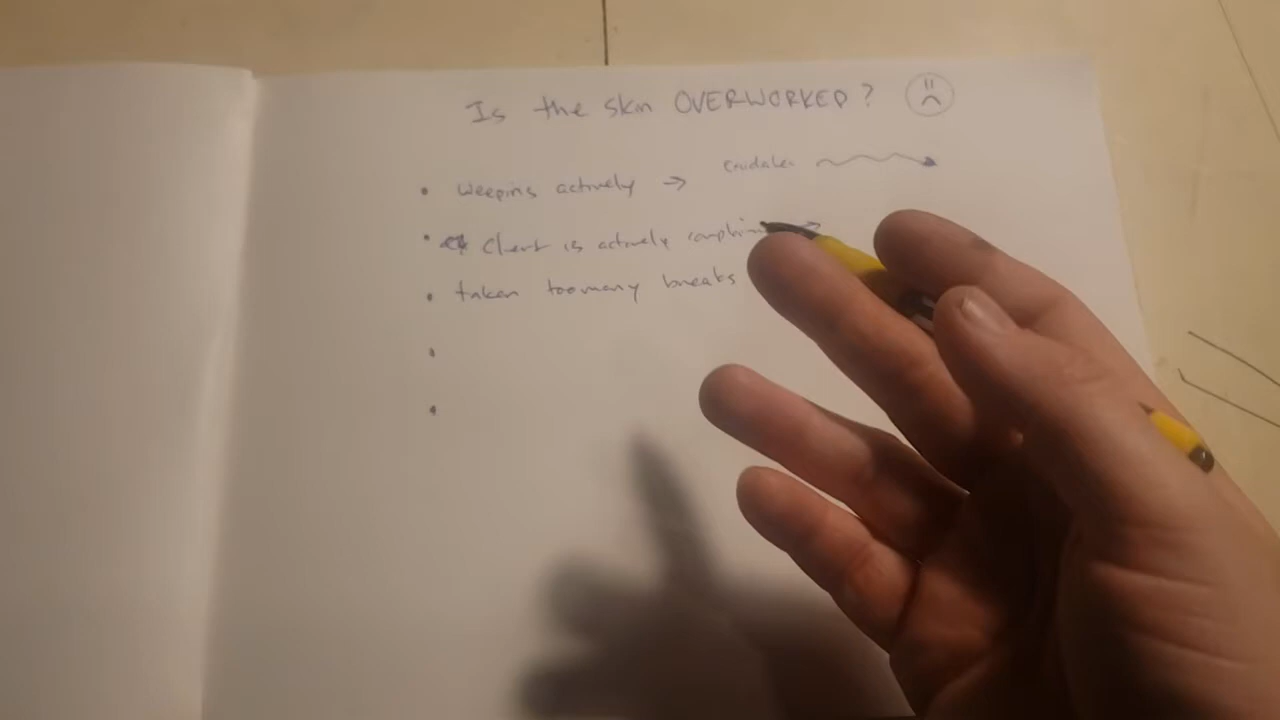 Is the skin OVERWORKED?
• Weeping actively →
• Client is actively
• taken too many breaks
•
•